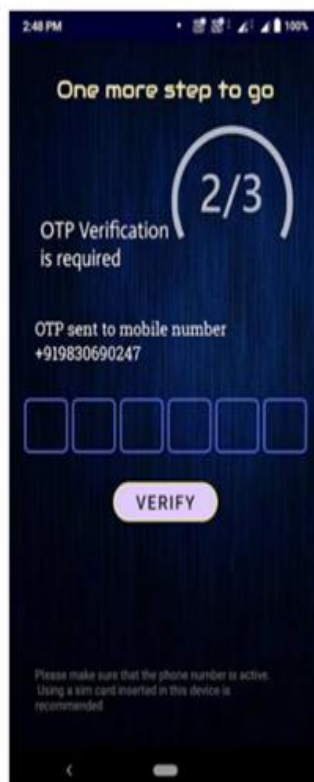 2:48 PM
100%
One more step to go
2/3
OTP Verification
is required
OTP sent to mobile number
+919830690247
VERIFY
Please make sure that the phone number is active.
Using a sim card inserted in this device is
recommended